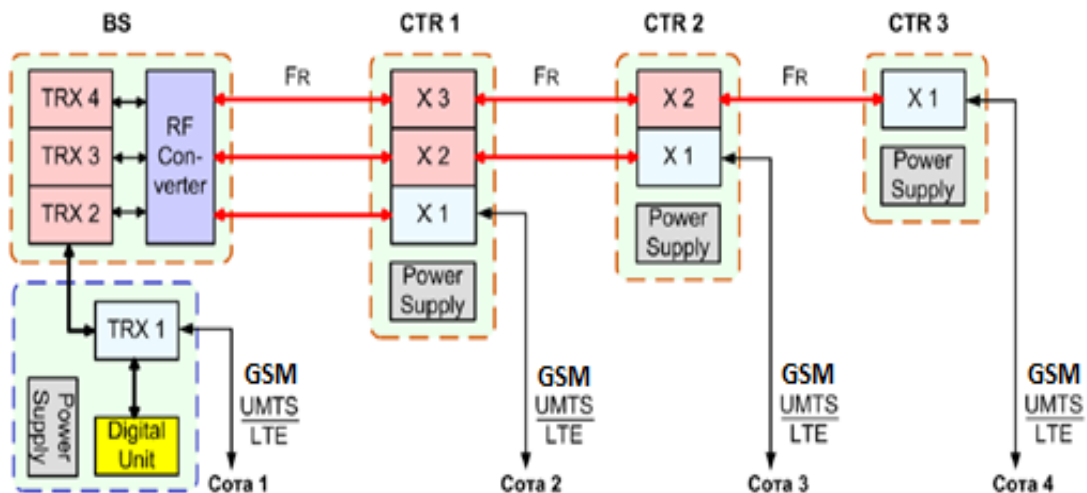 BS
CTR 1
CTR 2
CTR 3
TRX 4
TRX 3
TRX 2
RF
Con-
verter
FR
X 3
X 2
X 1
Power
Supply
FR
X 2
X 1
Power
Supply
FR
X 1
Power
Supply
TRX 1
Power
Supply
Digital
Unit
GSM
UMTS
LTE
Сота 1
GSM
UMTS
LTE
Сота 2
GSM
UMTS
LTE
Сота 3
GSM
UMTS
LTE
Сота 4